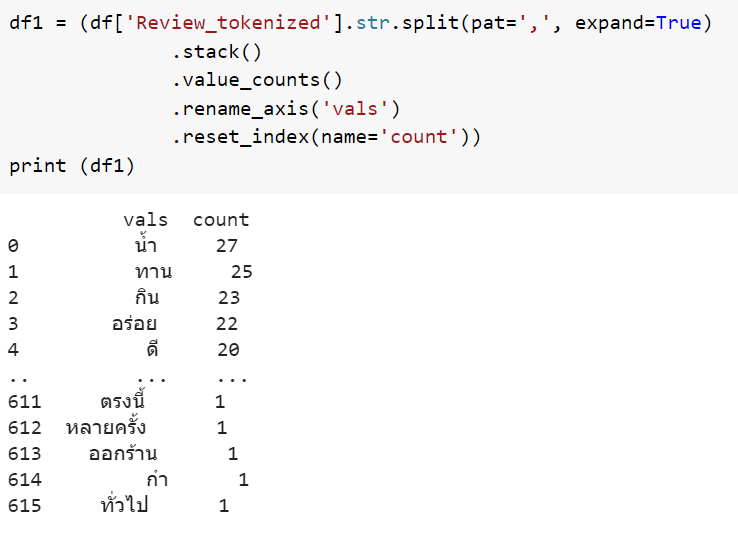 df1 = (df['Review_tokenized'].str.split(pat=',', expand=True)
.stack()
.value_counts()
.rename_axis('vals')
.reset_index(name='count'))
print (df1)
vals count
0 น้ำ 27
1 ทาน 25
2 กิน 23
3 อร่อย 22
4 ดี 20
.. ... ...
611 ตรงนี้ 1
612 หลายครั้ง 1
613 ออกร้าน 1
614 กำ 1
615 ทั่วไป 1